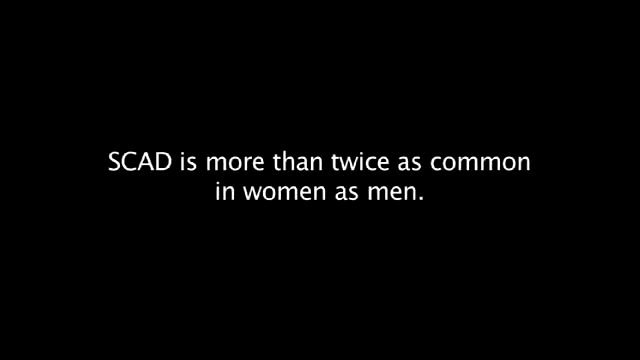 SCAD is more than twice as common
in women as men.